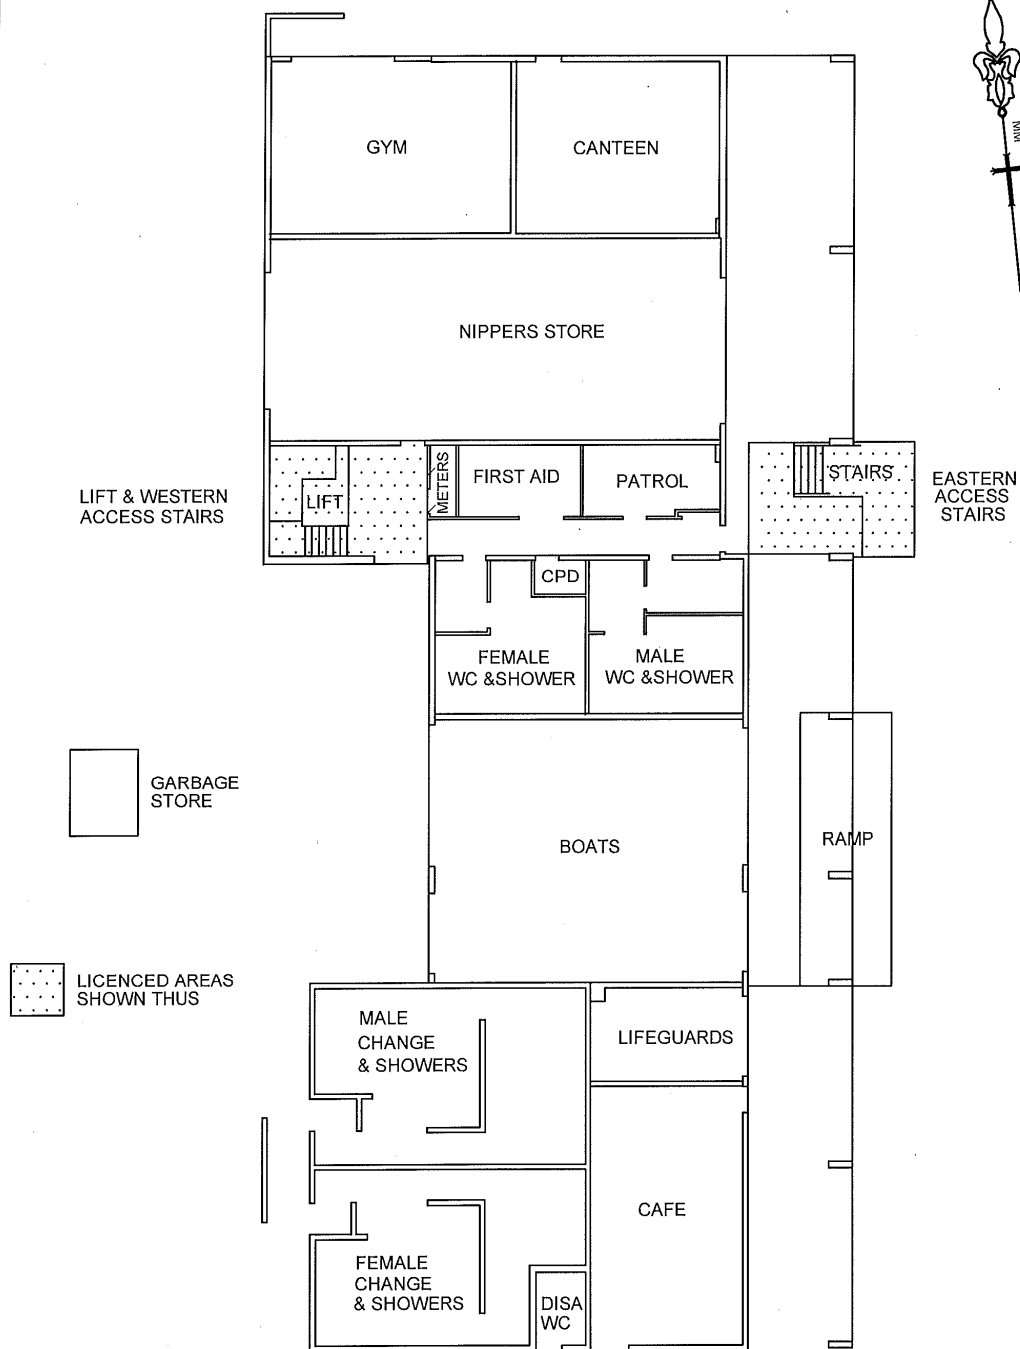 GYM
CANTEEN
MM
NIPPERS STORE
LIFT & WESTERN
ACCESS STAIRS
LIFT
METERS
FIRST AID
PATROL
STAIRS
EASTERN
ACCESS
STAIRS
CPD
FEMALE
WC &SHOWER
MALE
WC &SHOWER
GARBAGE
STORE
BOATS
RAMP
LICENCED AREAS
SHOWN THUS
MALE
CHANGE
& SHOWERS
LIFEGUARDS
CAFE
FEMALE
CHANGE
& SHOWERS
DISA
WC